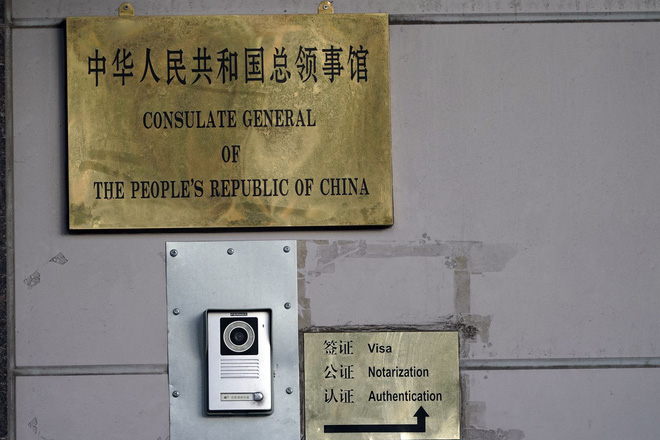 中华人民共和国总领事馆
CONSULATE GENERAL
OF
THE PEOPLE'S REPUBLIC OF CHINA
签证 Visa
公证 Notarization
认证 Authentication